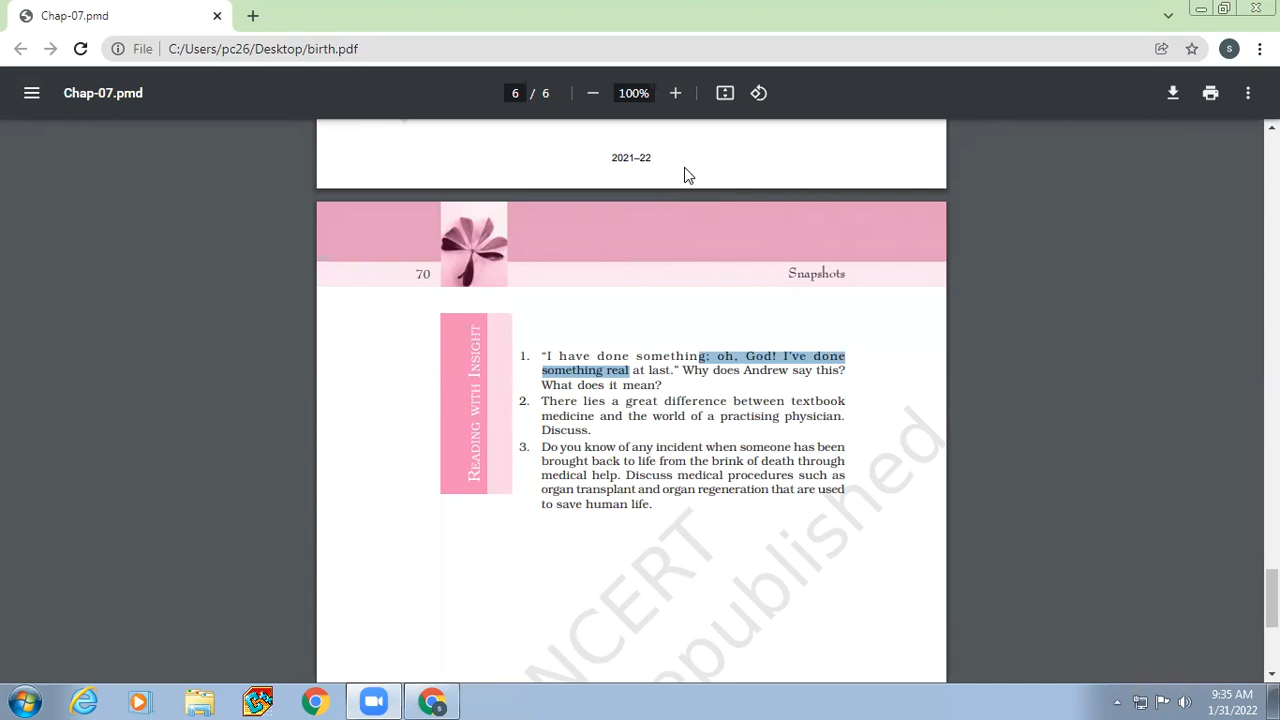 Chap-07.pmd
File
C:/Users/pc26/Desktop/birth.pdf
S
Chap-07.pmd
6 / 6
100%
2021–22
70
Snapshots
READING WITH INSIGHT
1. “I have done something; oh, God! I’ve done
something real at last.” Why does Andrew say this?
What does it mean?
2. There lies a great difference between textbook
medicine and the world of a practising physician.
Discuss.
3. Do you know of any incident when someone has been
brought back to life from the brink of death through
medical help. Discuss medical procedures such as
organ transplant and organ regeneration that are used
to save human life.
NCERT
republished
9:35 AM
1/31/2022